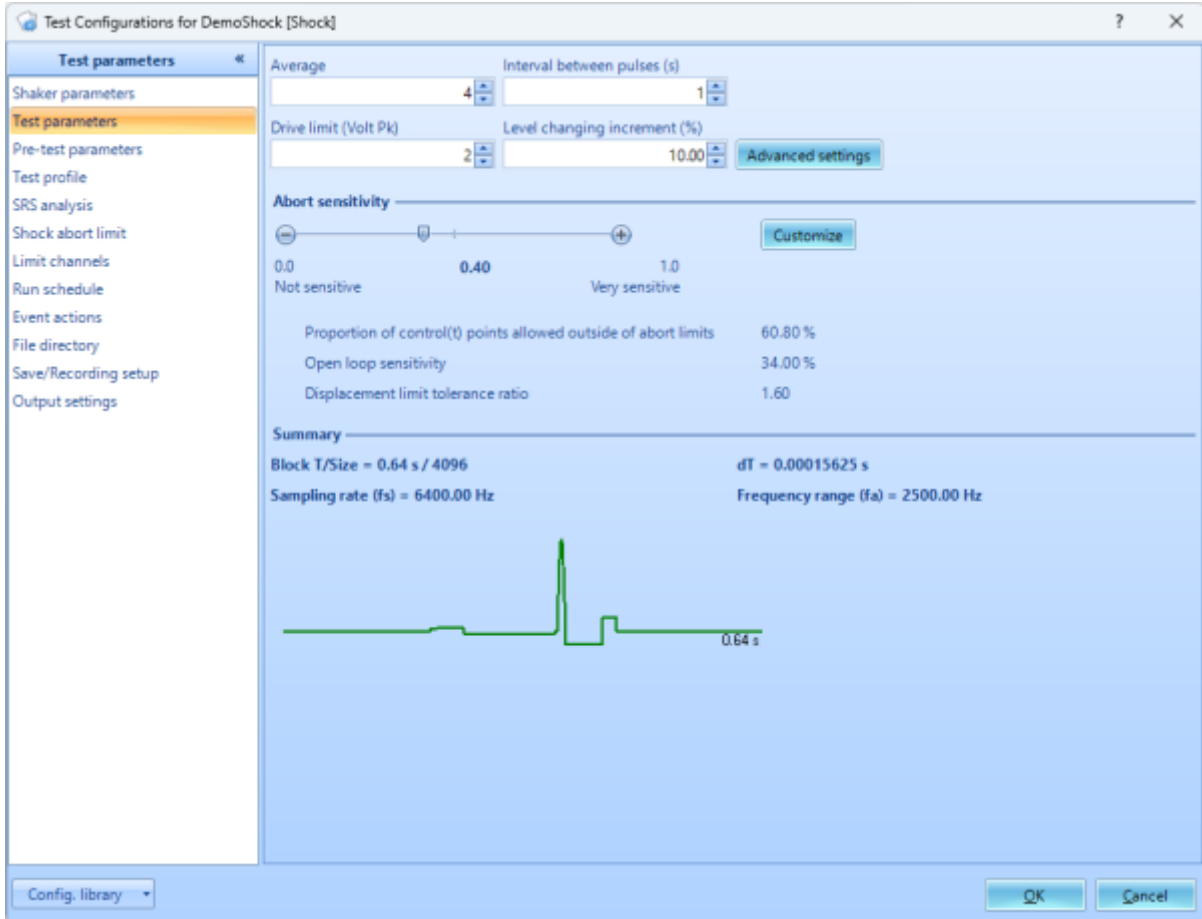 Test Configurations for DemoShock [Shock] ? ×
Test parameters «
Shaker parameters
Test parameters
Pre-test parameters
Test profile
SRS analysis
Shock abort limit
Limit channels
Run schedule
Event actions
File directory
Save/Recording setup
Output settings
Average Interval between pulses (s)
4 1
Drive limit (Volt Pk) Level changing increment (%)
2 10.00 Advanced settings
Abort sensitivity
Customize
0.0 0.40 1.0
Not sensitive Very sensitive
Proportion of control(t) points allowed outside of abort limits 60.80 %
Open loop sensitivity 34.00 %
Displacement limit tolerance ratio 1.60
Summary
Block T/Size = 0.64 s / 4096 dT = 0.00015625 s
Sampling rate (fs) = 6400.00 Hz Frequency range (fa) = 2500.00 Hz
0.64 s
Config. library OK Cancel